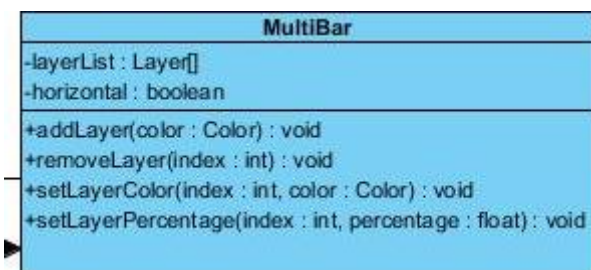 MultiBar
-layerList : Layer[]
-horizontal : boolean
+addLayer(color : Color) : void
+removeLayer(index : int) : void
+setLayerColor(index : int, color : Color) : void
+setLayerPercentage(index : int, percentage : float) : void